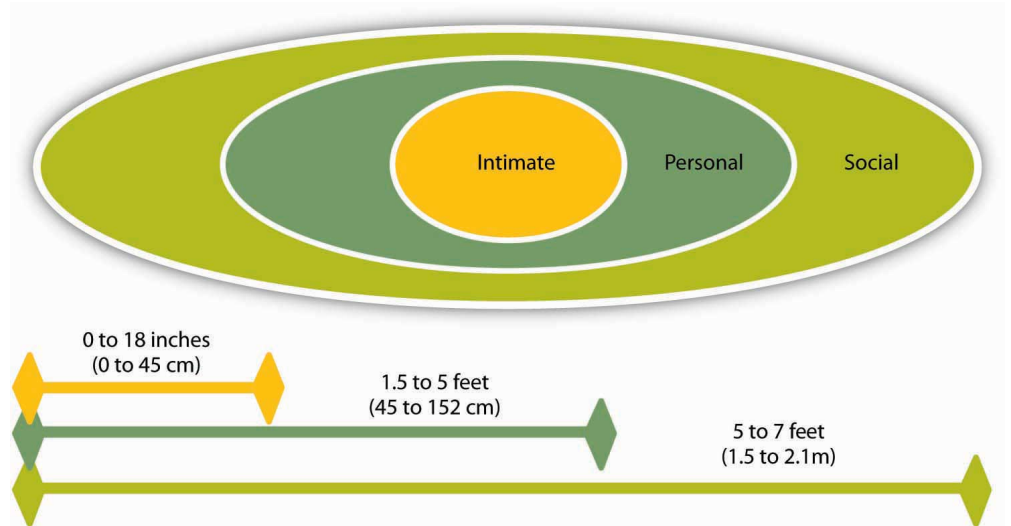 Intimate
Personal
Social
0 to 18 inches
(0 to 45 cm)
1.5 to 5 feet
(45 to 152 cm)
5 to 7 feet
(1.5 to 2.1m)